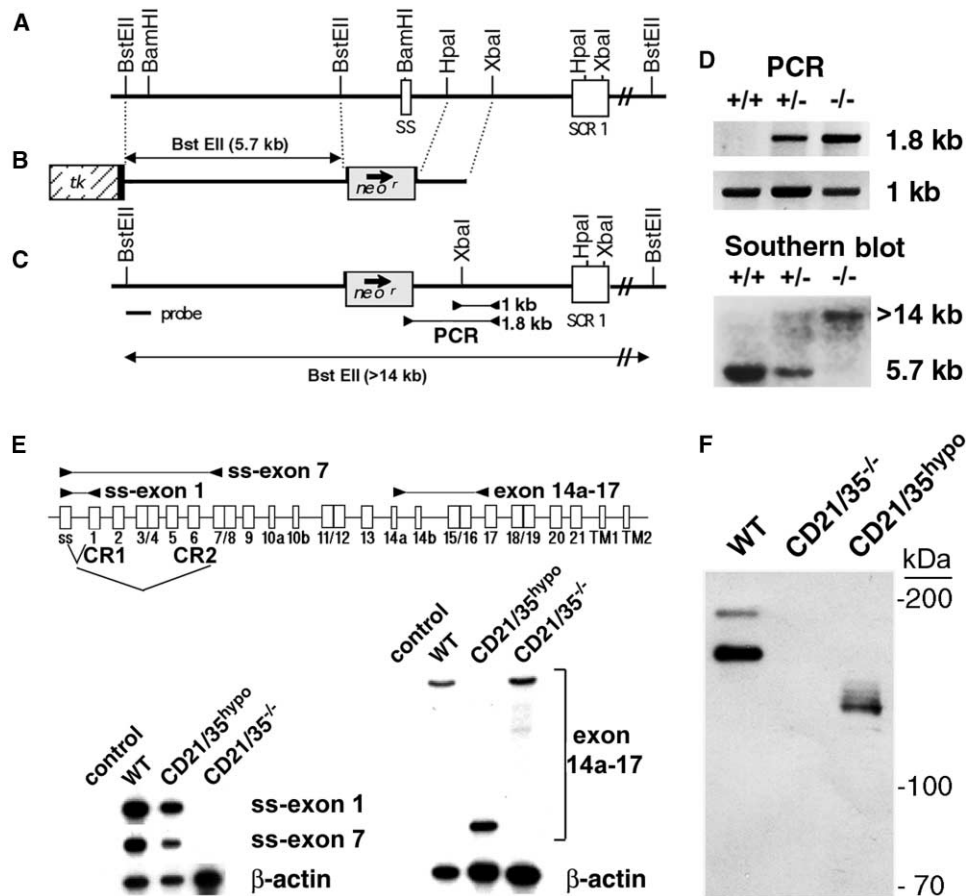 A
BstEII
BamHI
BstEII
BamHI
HpaI
XbaI
HpaI
XbaI
BstEII
SS
SCR 1
B
Bst EII (5.7 kb)
tk
neo r
C
BstEII
XbaI
HpaI
XbaI
BstEII
neo r
SCR 1
probe
1 kb
1.8 kb
PCR
Bst EII (>14 kb)
D
PCR
+/+ +/- -/-
1.8 kb
1 kb
Southern blot
+/+ +/- -/-
>14 kb
5.7 kb
E
ss-exon 7
ss-exon 1
exon 14a-17
ss 1 2 3/4 5 6 7/8 9 10a 10b 11/12 13 14a 14b 15/16 17 18/19 20 21 TM1 TM2
CR1 CR2
control
WT
CD21/35hypo
CD21/35-/-
ss-exon 1
ss-exon 7
β-actin
control
WT
CD21/35hypo
CD21/35-/-
exon
14a-17
β-actin
F
WT
CD21/35-/-
CD21/35hypo
kDa
-200
-100
-70